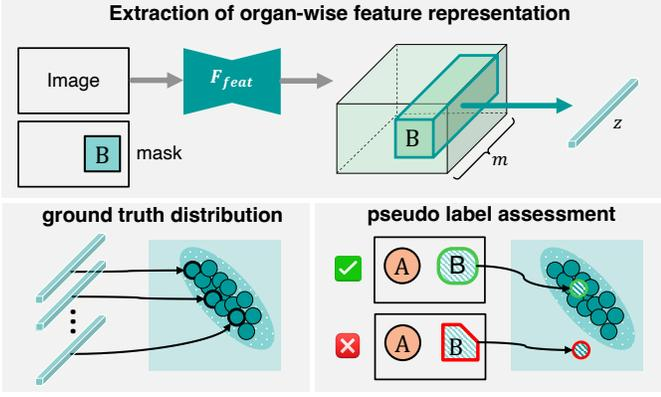 Extraction of organ-wise feature representation
Image
F_feat
B
mask
B
m
z
ground truth distribution
pseudo label assessment
A
B
A
B